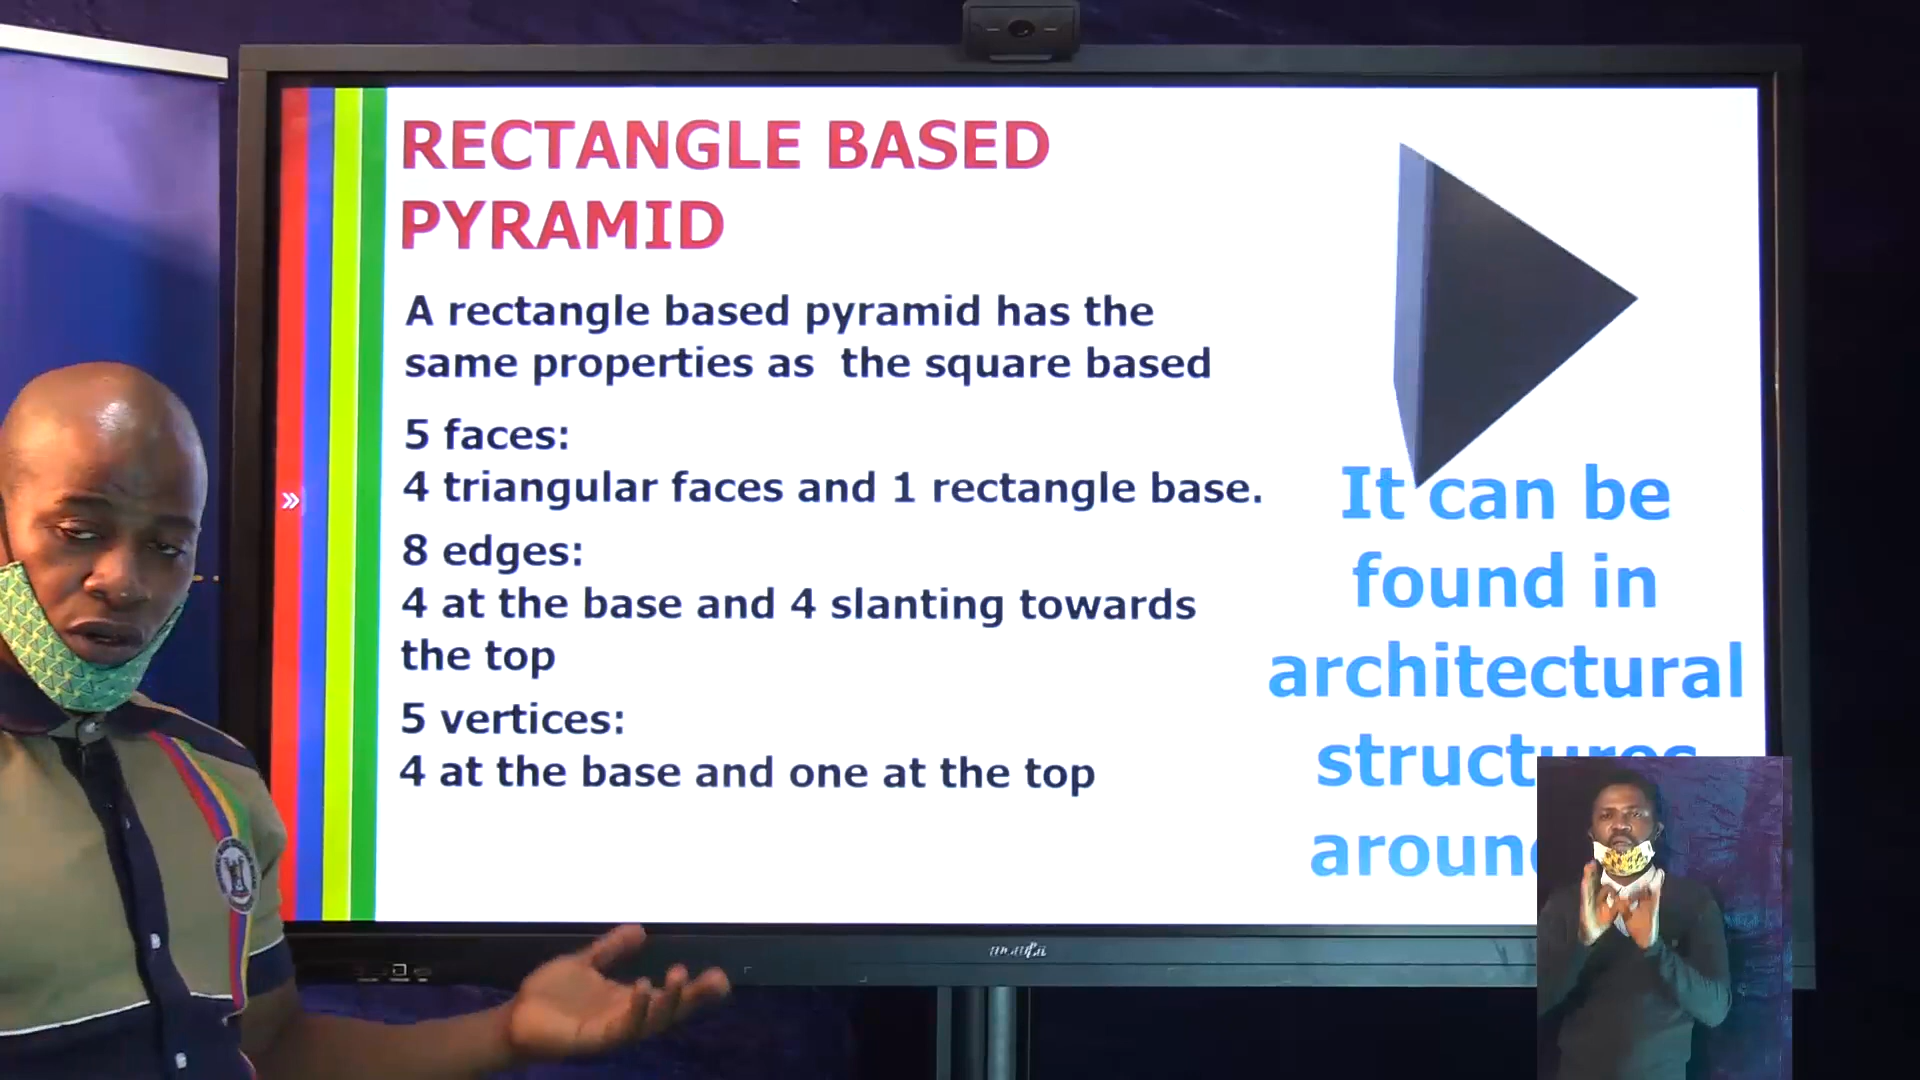 RECTANGLE BASED
PYRAMID
A rectangle based pyramid has the
same properties as the square based
5 faces:
4 triangular faces and 1 rectangle base.
8 edges:
4 at the base and 4 slanting towards
the top
5 vertices:
4 at the base and one at the top
»
It can be
found in
architectural
structures